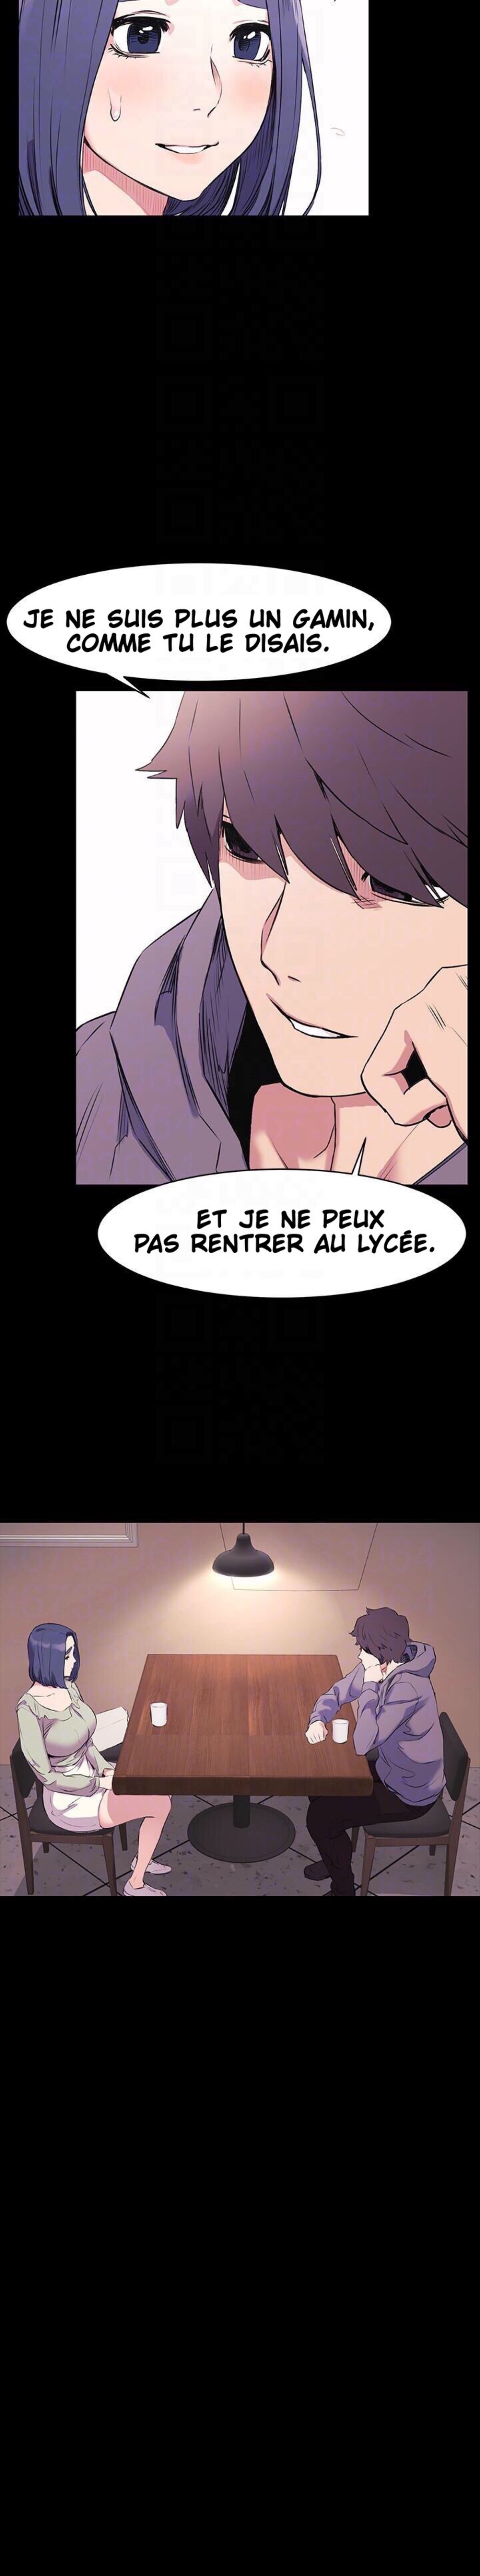 JE NE SUIS PLUS UN GAMIN,
COMME TU LE DISAIS.
ET JE NE PEUX
PAS RENTRER AU LYCÉE.